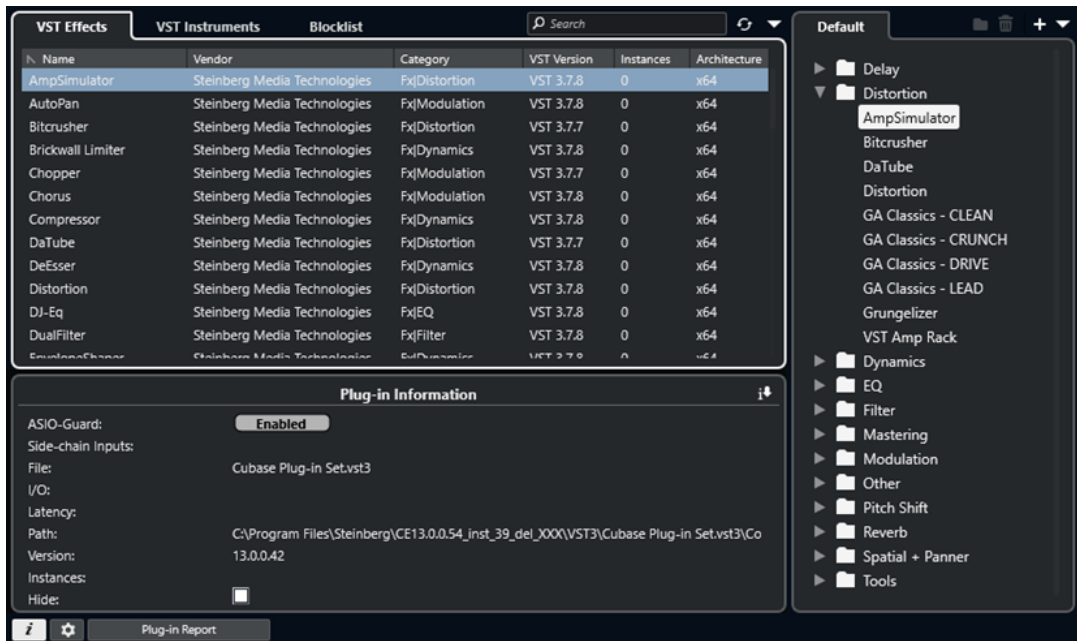 VST Effects VST Instruments Blocklist Search
Name Vendor Category VST Version Instances Architecture
AmpSimulator Steinberg Media Technologies Fx|Distortion VST 3.7.8 0 x64
AutoPan Steinberg Media Technologies Fx|Modulation VST 3.7.8 0 x64
Bitcrusher Steinberg Media Technologies Fx|Distortion VST 3.7.7 0 x64
Brickwall Limiter Steinberg Media Technologies Fx|Dynamics VST 3.7.8 0 x64
Chopper Steinberg Media Technologies Fx|Modulation VST 3.7.7 0 x64
Chorus Steinberg Media Technologies Fx|Modulation VST 3.7.8 0 x64
Compressor Steinberg Media Technologies Fx|Dynamics VST 3.7.8 0 x64
DaTube Steinberg Media Technologies Fx|Distortion VST 3.7.7 0 x64
DeEsser Steinberg Media Technologies Fx|Dynamics VST 3.7.8 0 x64
Distortion Steinberg Media Technologies Fx|Distortion VST 3.7.8 0 x64
DJ-Eq Steinberg Media Technologies Fx|EQ VST 3.7.8 0 x64
DualFilter Steinberg Media Technologies Fx|Filter VST 3.7.8 0 x64
EnvelopeShaper Steinberg Media Technologies Fx|Dynamics VST 3.7.8 0 x64
Plug-in Information
ASIO-Guard: Enabled
Side-chain Inputs:
File: Cubase Plug-in Set.vst3
I/O:
Latency:
Path: C:\Program Files\Steinberg\CE13.0.0.54_inst_39_del_XXX\VST3\Cubase Plug-in Set.vst3\Co
Version: 13.0.0.42
Instances:
Hide:
i Plug-in Report
Default
Delay
Distortion
AmpSimulator
Bitcrusher
DaTube
Distortion
GA Classics - CLEAN
GA Classics - CRUNCH
GA Classics - DRIVE
GA Classics - LEAD
Grungelizer
VST Amp Rack
Dynamics
EQ
Filter
Mastering
Modulation
Other
Pitch Shift
Reverb
Spatial + Panner
Tools